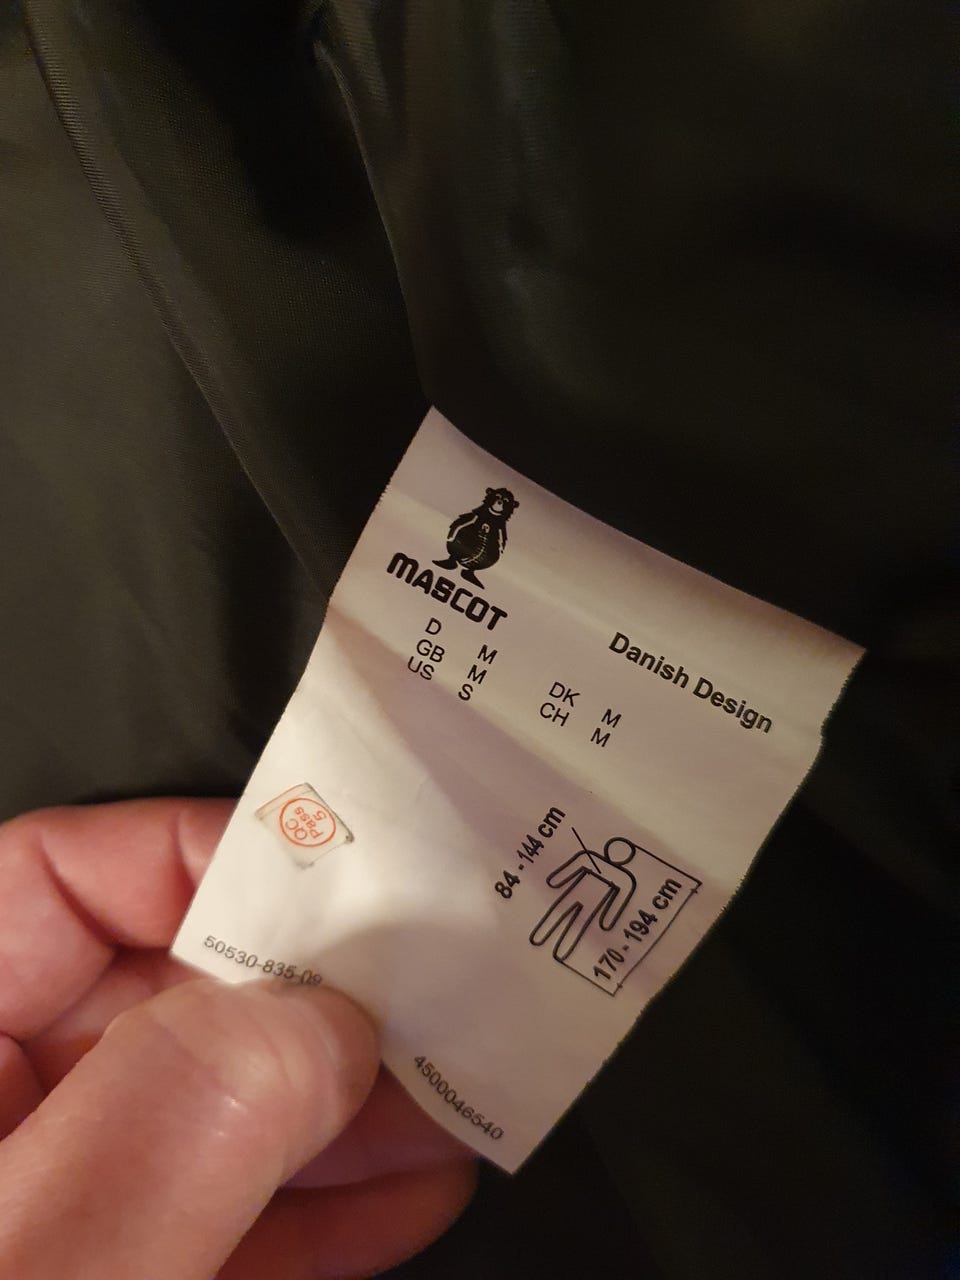 MASCOT
Danish Design
D M
GB M
US S
DK M
CH M
QC
Pass
5
84 - 144 cm
170 - 194 cm
50530-835-09
4500046540